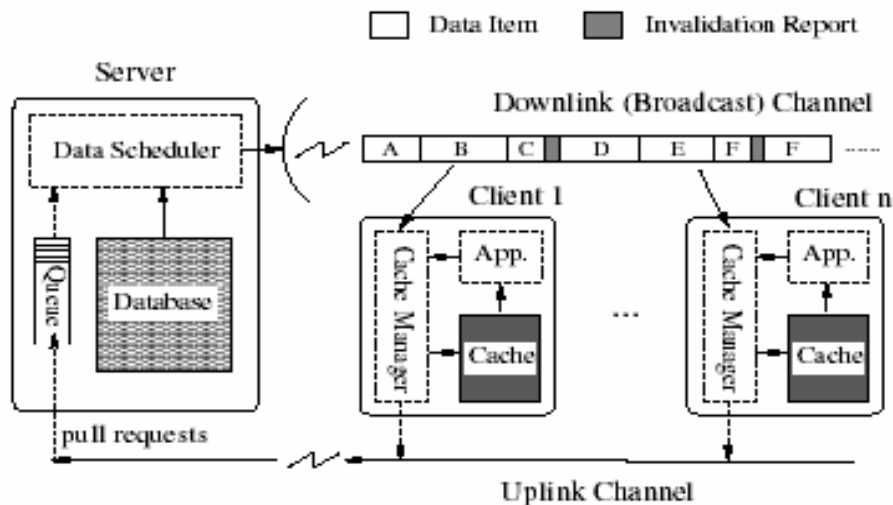 Data Item
Invalidation Report
Server
Downlink (Broadcast) Channel
Data Scheduler
A B C D E F F
Client 1
Client n
Queue
Database
Cache Manager
App.
Cache
...
Cache Manager
App.
Cache
pull requests
Uplink Channel